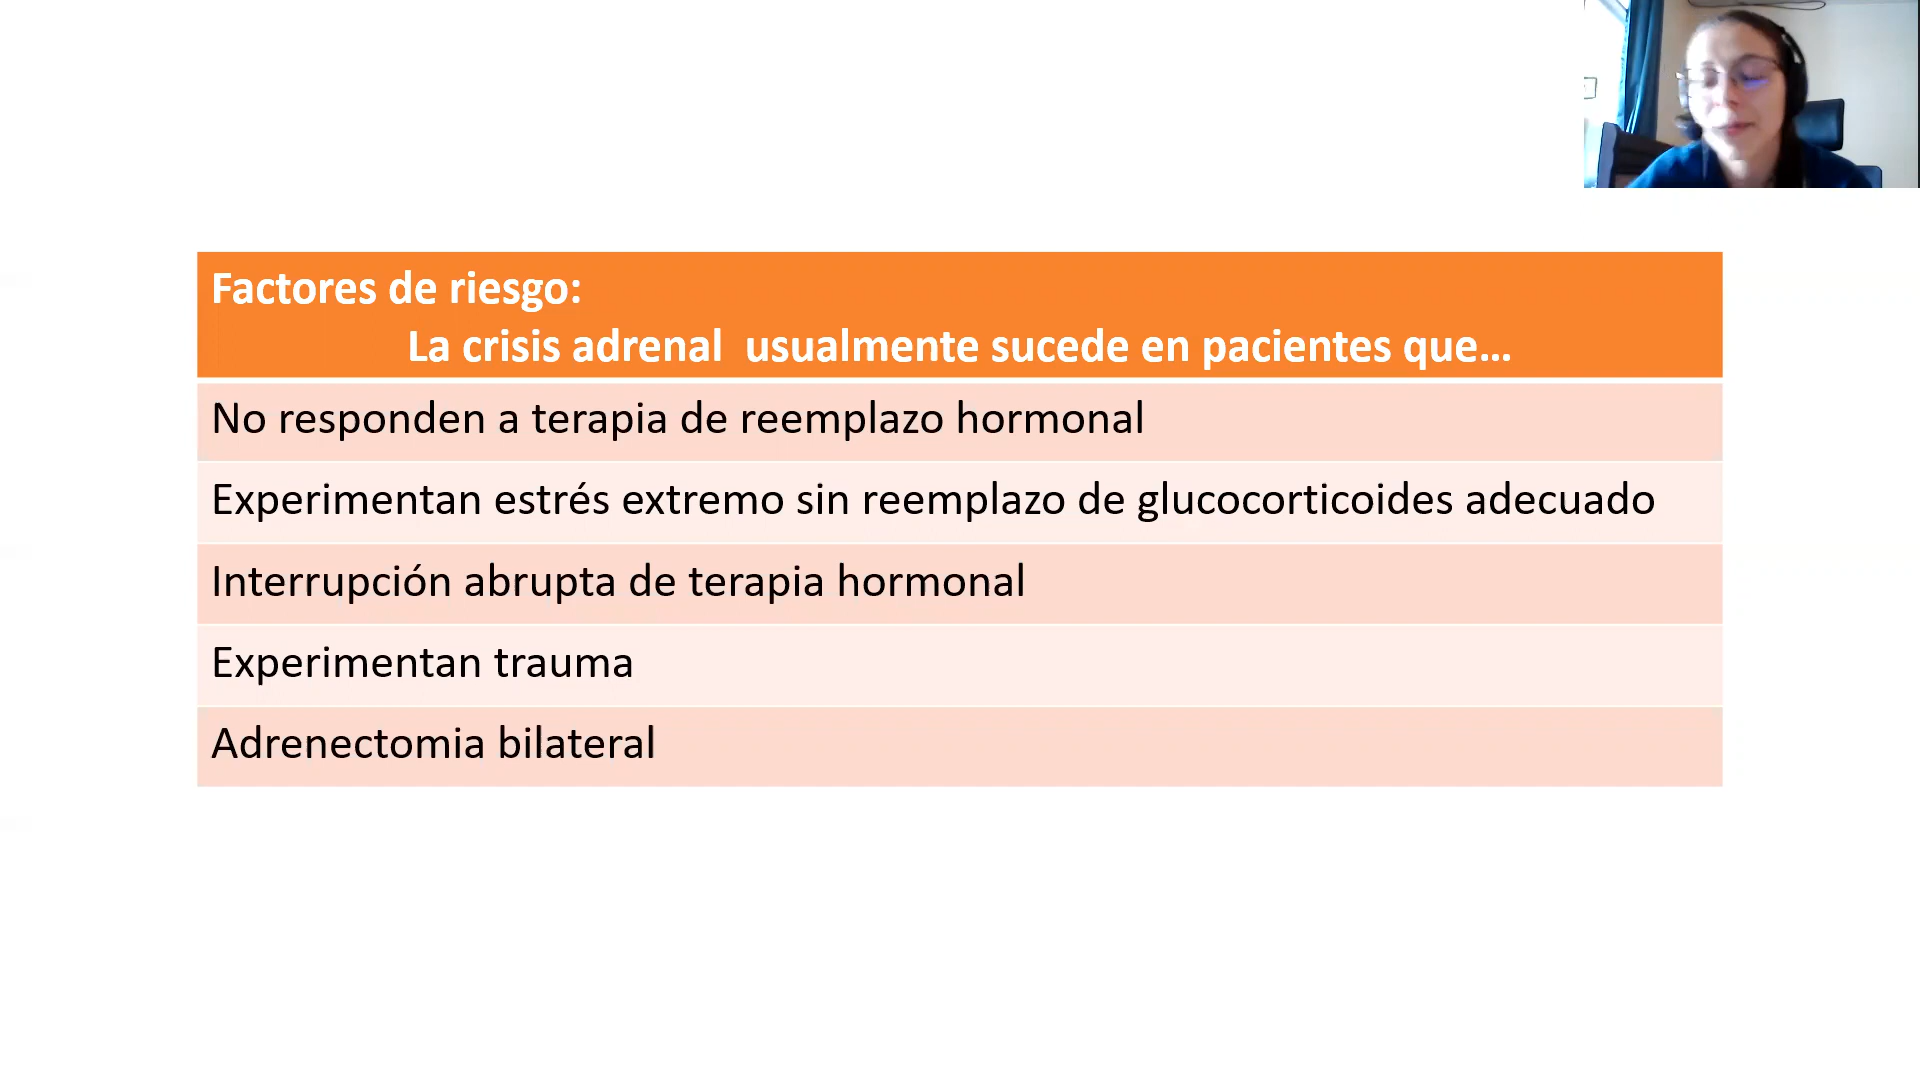 Factores de riesgo:
La crisis adrenal  usualmente sucede en pacientes que...
No responden a terapia de reemplazo hormonal
Experimentan estrés extremo sin reemplazo de glucocorticoides adecuado
Interrupción abrupta de terapia hormonal
Experimentan trauma
Adrenectomia bilateral